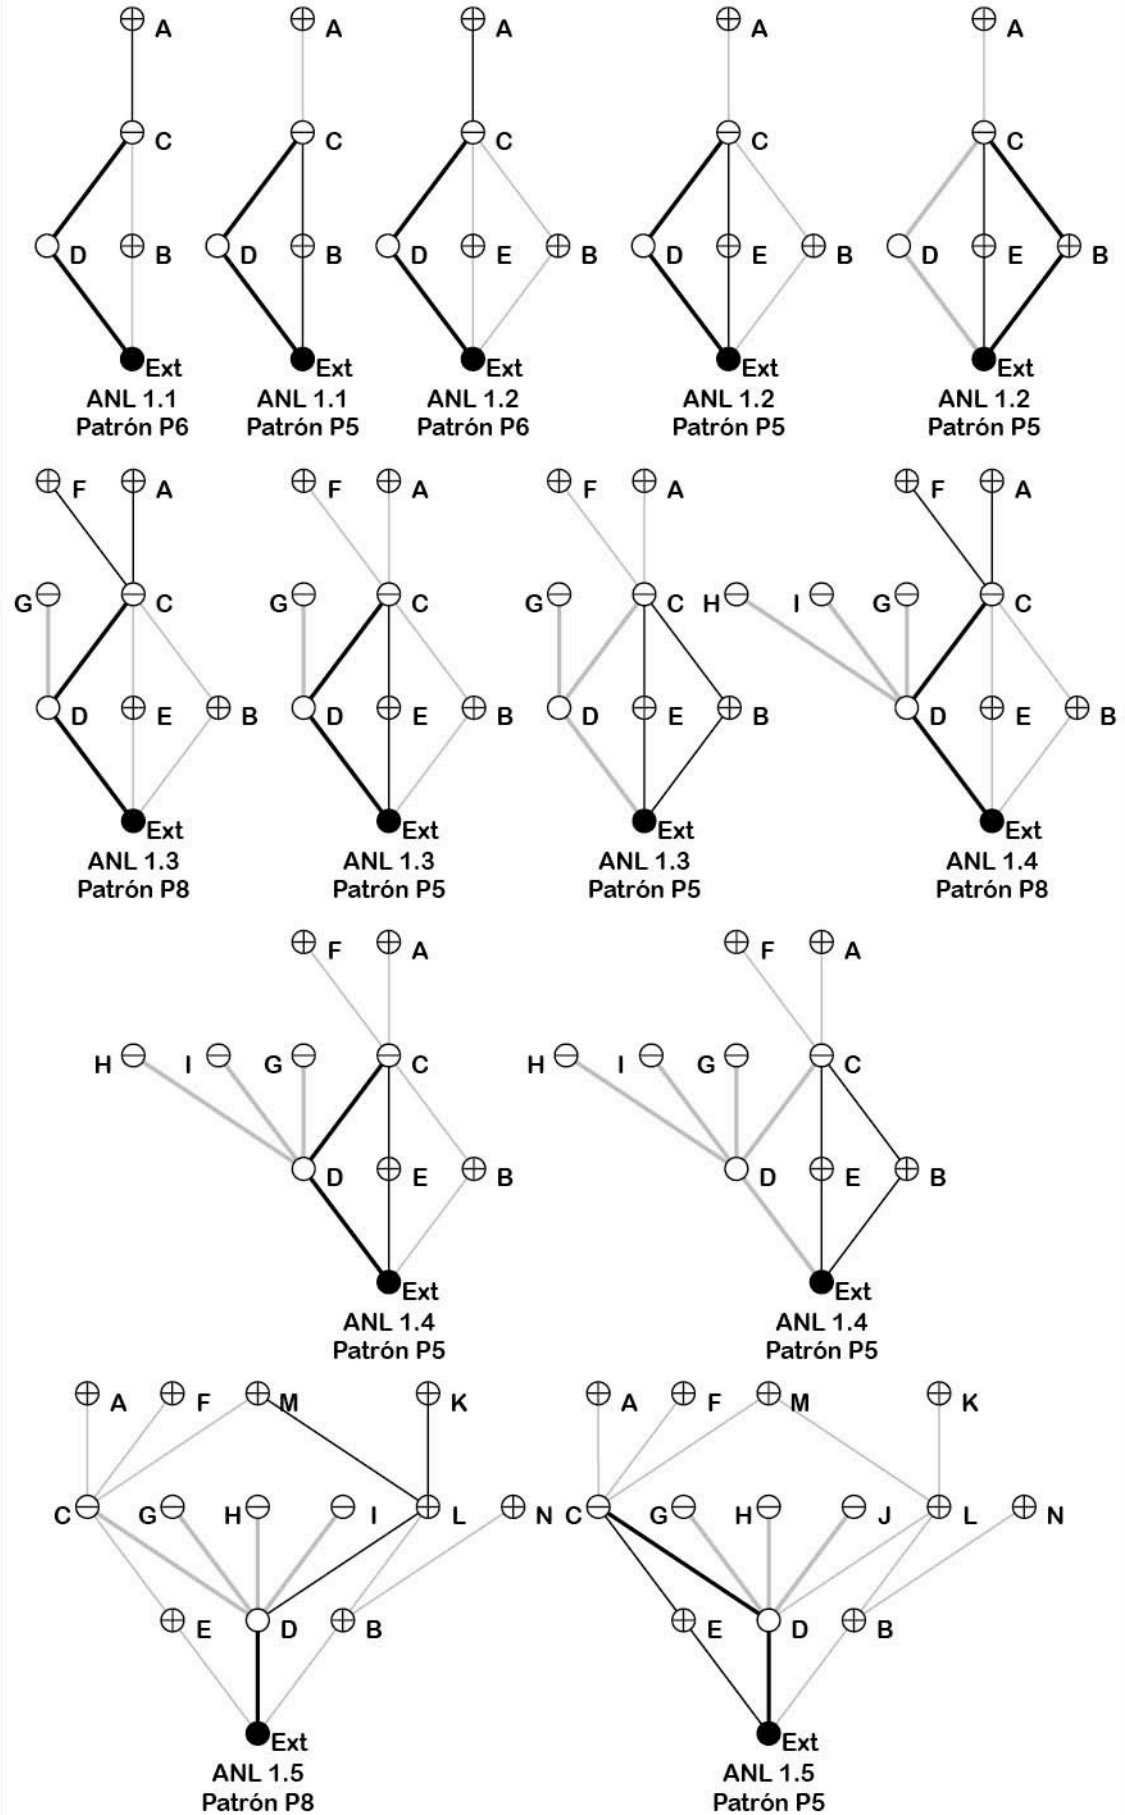 A A A A A
C C C C C
D B D B D E B D E B D E B
Ext Ext Ext Ext Ext
ANL 1.1 ANL 1.1 ANL 1.2 ANL 1.2 ANL 1.2
Patrón P6 Patrón P5 Patrón P6 Patrón P5 Patrón P5
F A F A F A F A
G C G C G C H I G C
D E B D E B D E B D E B
Ext Ext Ext Ext
ANL 1.3 ANL 1.3 ANL 1.3 ANL 1.4
Patrón P8 Patrón P5 Patrón P5 Patrón P8
F A F A
H I G C H I G C
D E B D E B
Ext Ext
ANL 1.4 ANL 1.4
Patrón P5 Patrón P5
A F M K A F M K
C G H I L N C G H J L N
E D B E D B
Ext Ext
ANL 1.5 ANL 1.5
Patrón P8 Patrón P5